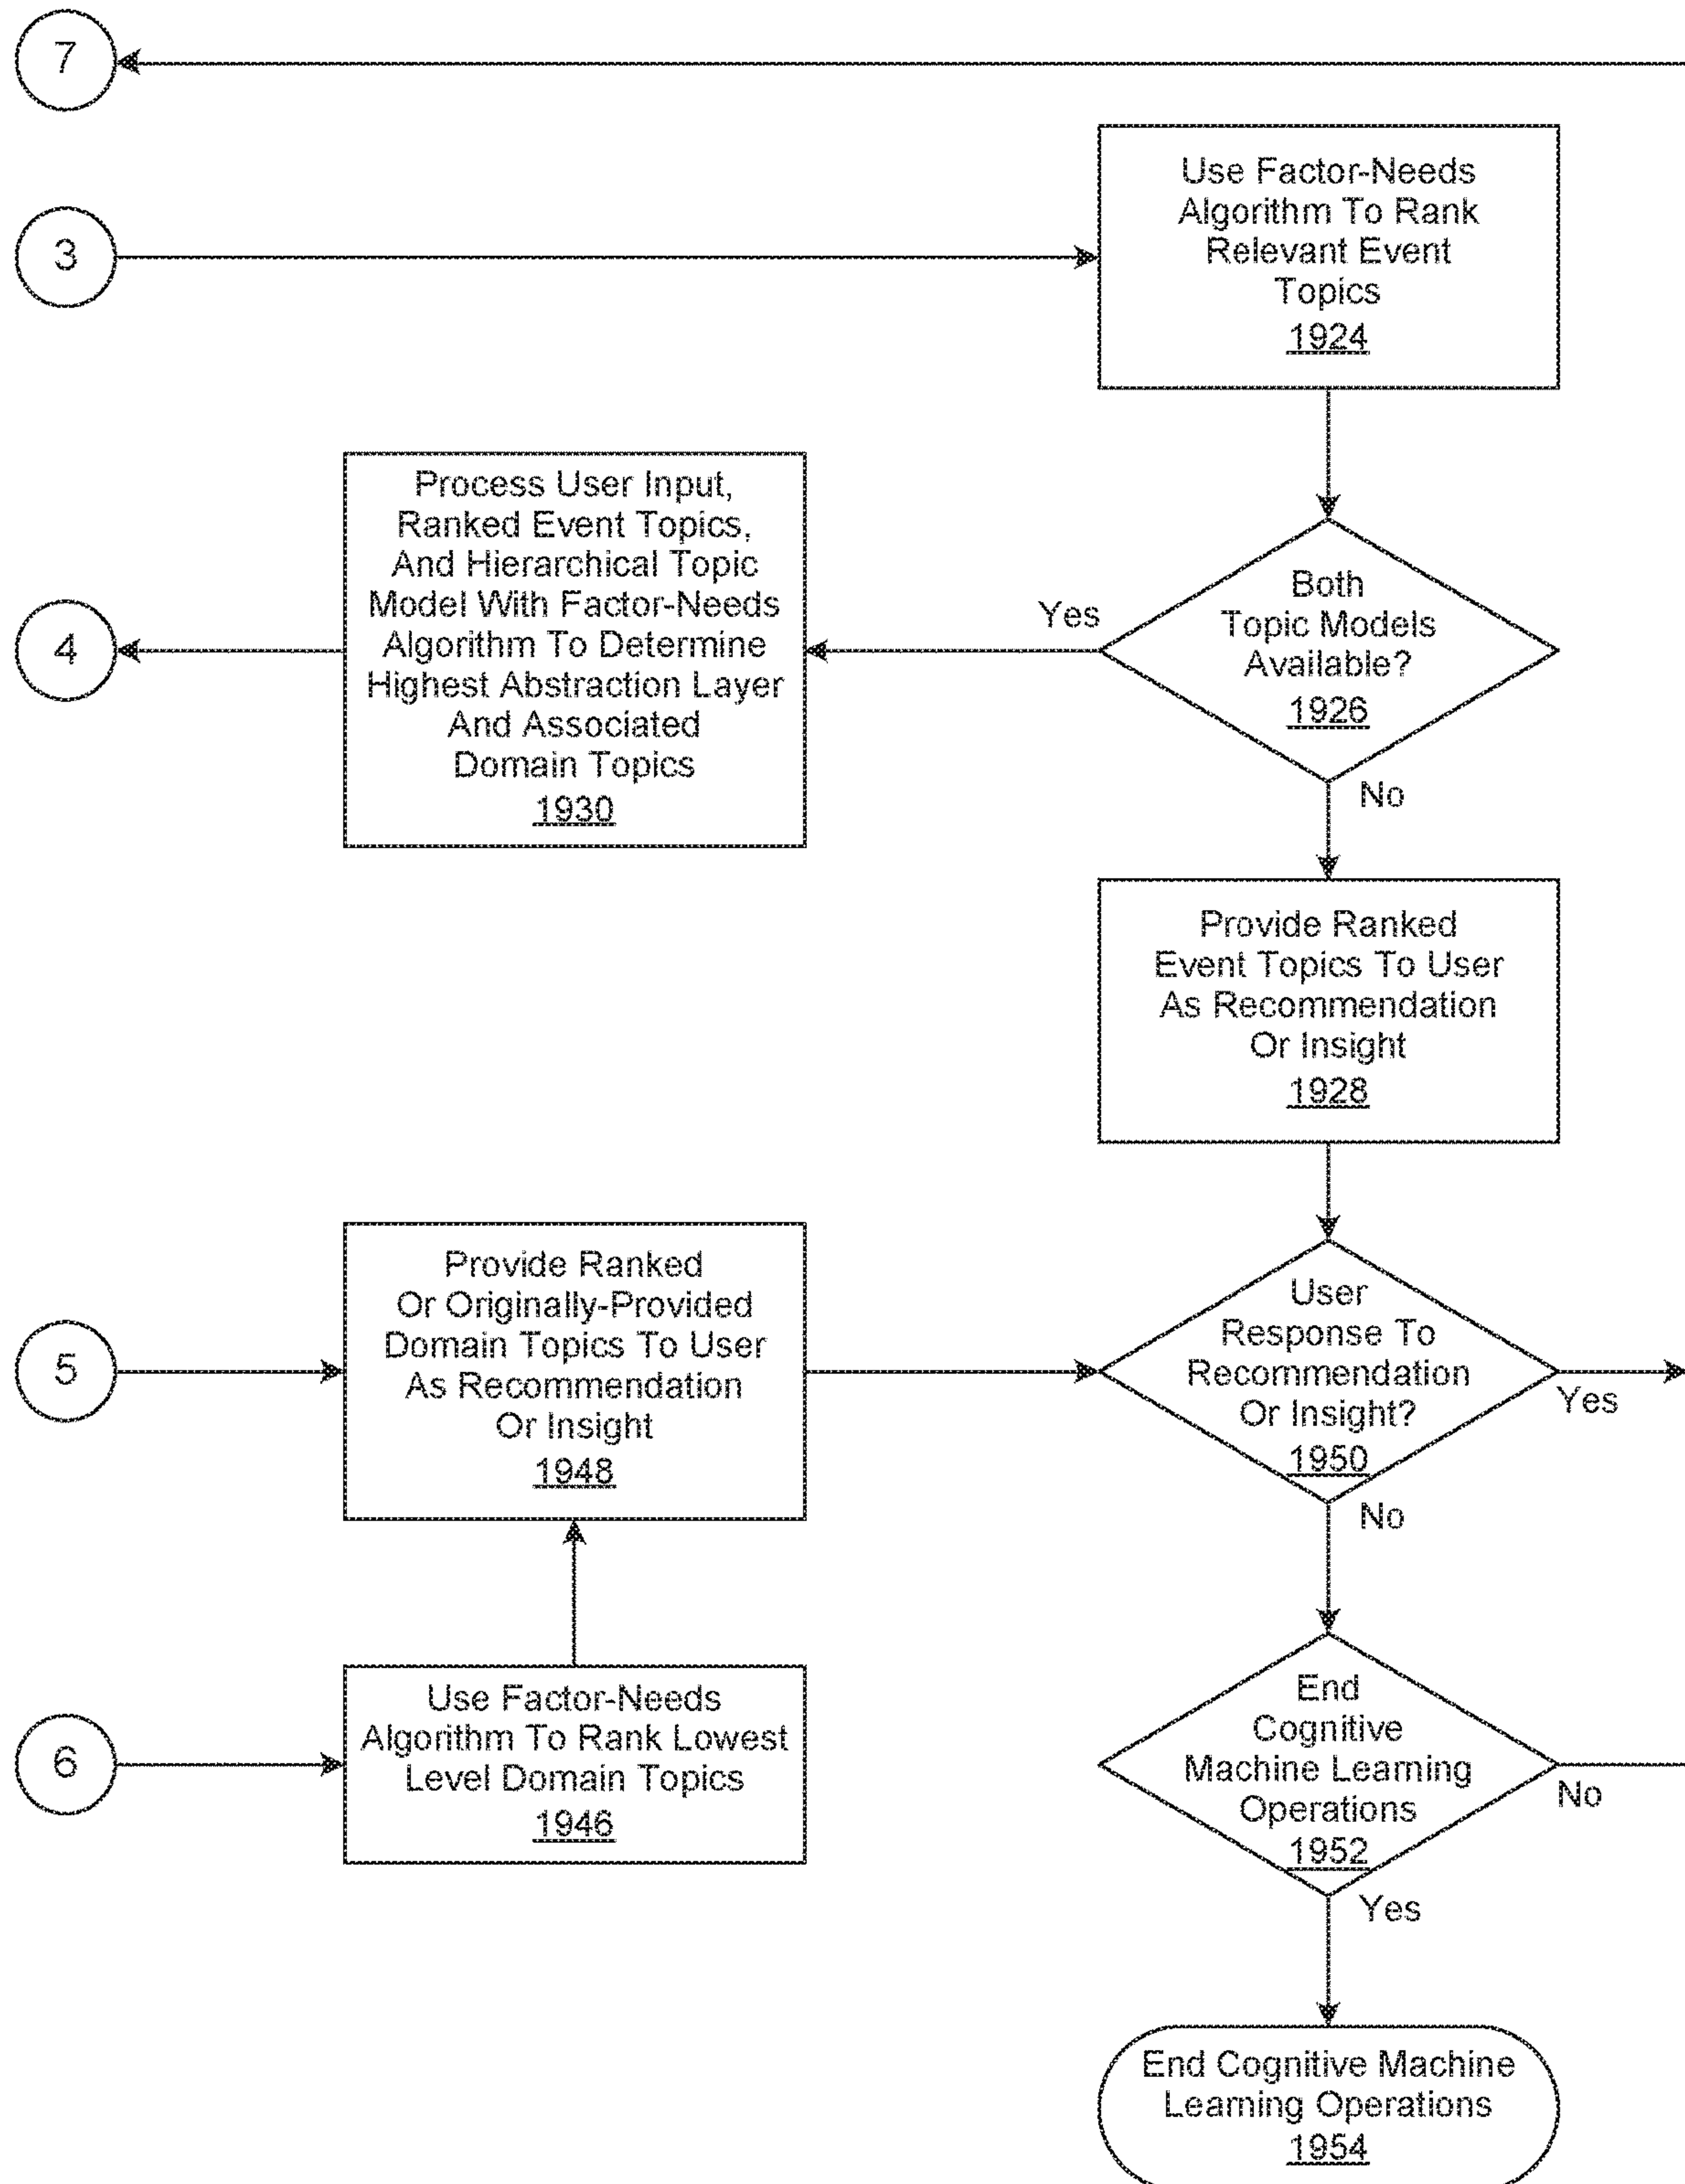 7
3
Use Factor-Needs
Algorithm To Rank
Relevant Event
Topics
1924
Process User Input,
Ranked Event Topics,
And Hierarchical Topic
Model With Factor-Needs
Algorithm To Determine
Highest Abstraction Layer
And Associated
Domain Topics
1930
4
Yes
Both
Topic Models
Available?
1926
No
Provide Ranked
Event Topics To User
As Recommendation
Or Insight
1928
5
Provide Ranked
Or Originally-Provided
Domain Topics To User
As Recommendation
Or Insight
1948
User
Response To
Recommendation
Or Insight?
1950
Yes
No
6
Use Factor-Needs
Algorithm To Rank Lowest
Level Domain Topics
1946
End
Cognitive
Machine Learning
Operations
1952
No
Yes
End Cognitive Machine
Learning Operations
1954